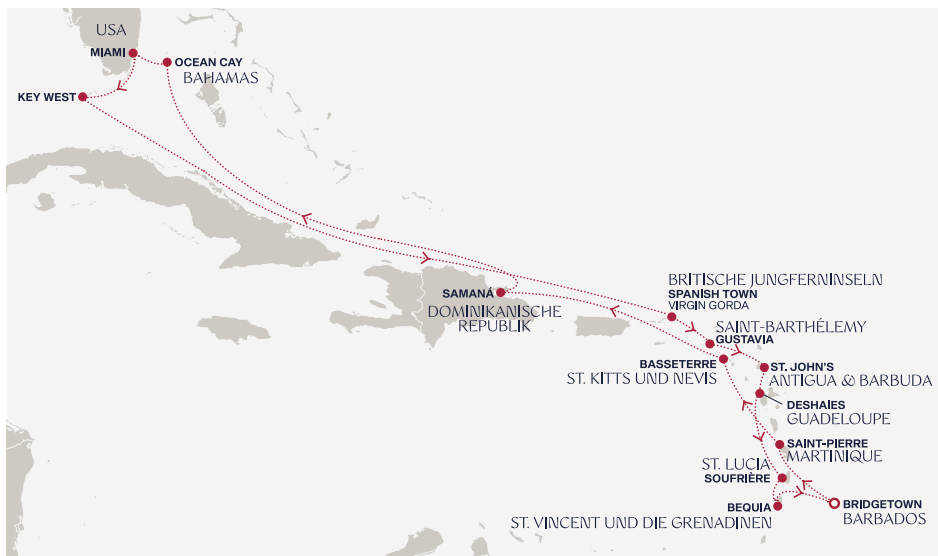 USA
MIAMI
OCEAN CAY
BAHAMAS
KEY WEST
SAMANÁ
DOMINIKANISCHE
REPUBLIK
BRITISCHE JUNGFERNINSELN
SPANISH TOWN
VIRGIN GORDA
SAINT-BARTHÉLEMY
GUSTAVIA
BASSETERRE
ST. KITTS UND NEVIS
ST. JOHN'S
ANTIGUA & BARBUDA
DESHAIES
GUADELOUPE
SAINT-PIERRE
MARTINIQUE
ST. LUCIA
SOUFRIÈRE
BEQUIA
ST. VINCENT UND DIE GRENADINEN
BRIDGETOWN
BARBADOS